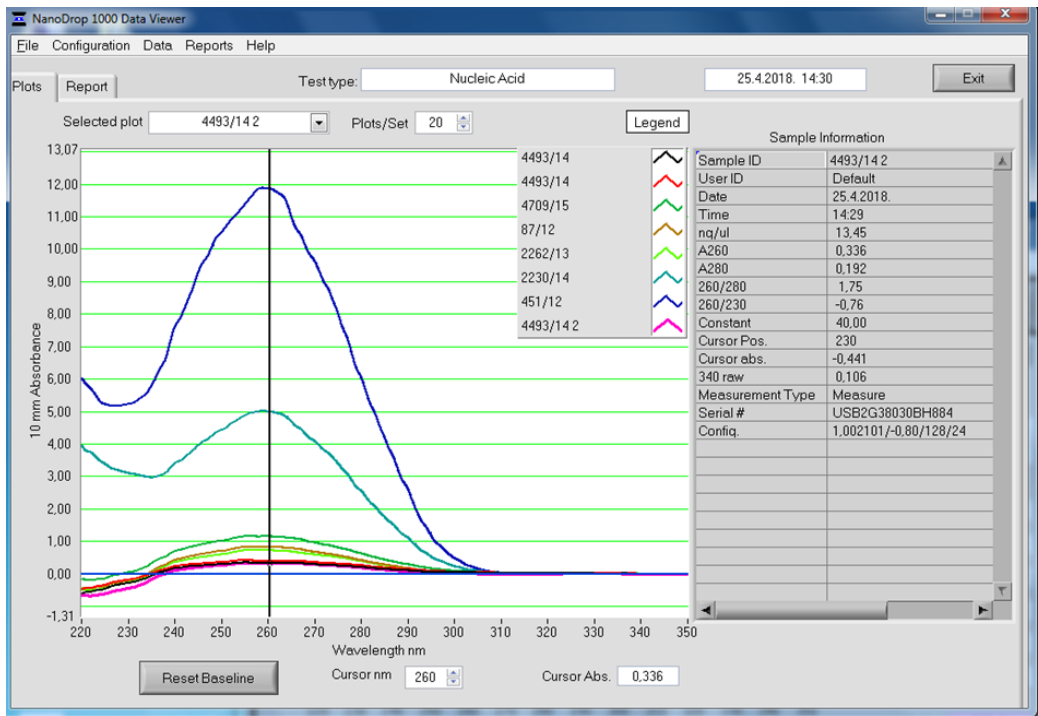 NanoDrop 1000 Data Viewer
File Configuration Data Reports Help
Plots Report
Test type: Nucleic Acid 25.4.2018. 14:30 Exit
Selected plot 4493/14 2 Plots/Set 20 Legend
Sample Information
13,07
12,00
11,00
10,00
9,00
8,00
7,00
6,00
5,00
4,00
3,00
2,00
1,00
0,00
-1,31
10 mm Absorbance
220 230 240 250 260 270 280 290 300 310 320 330 340 350
Wavelength nm
4493/14
4493/14
4709/15
87/12
2262/13
2230/14
451/12
4493/14 2
Sample ID 4493/14 2
User ID Default
Date 25.4.2018.
Time 14:29
ng/ul 13,45
A260 0,336
A280 0,192
260/280 1,75
260/230 -0,76
Constant 40,00
Cursor Pos. 230
Cursor abs. -0,441
340 raw 0,106
Measurement Type Measure
Serial # USB2G38030BH884
Config. 1,002101/-0,80/128/24
Reset Baseline
Cursor nm 260
Cursor Abs. 0,336